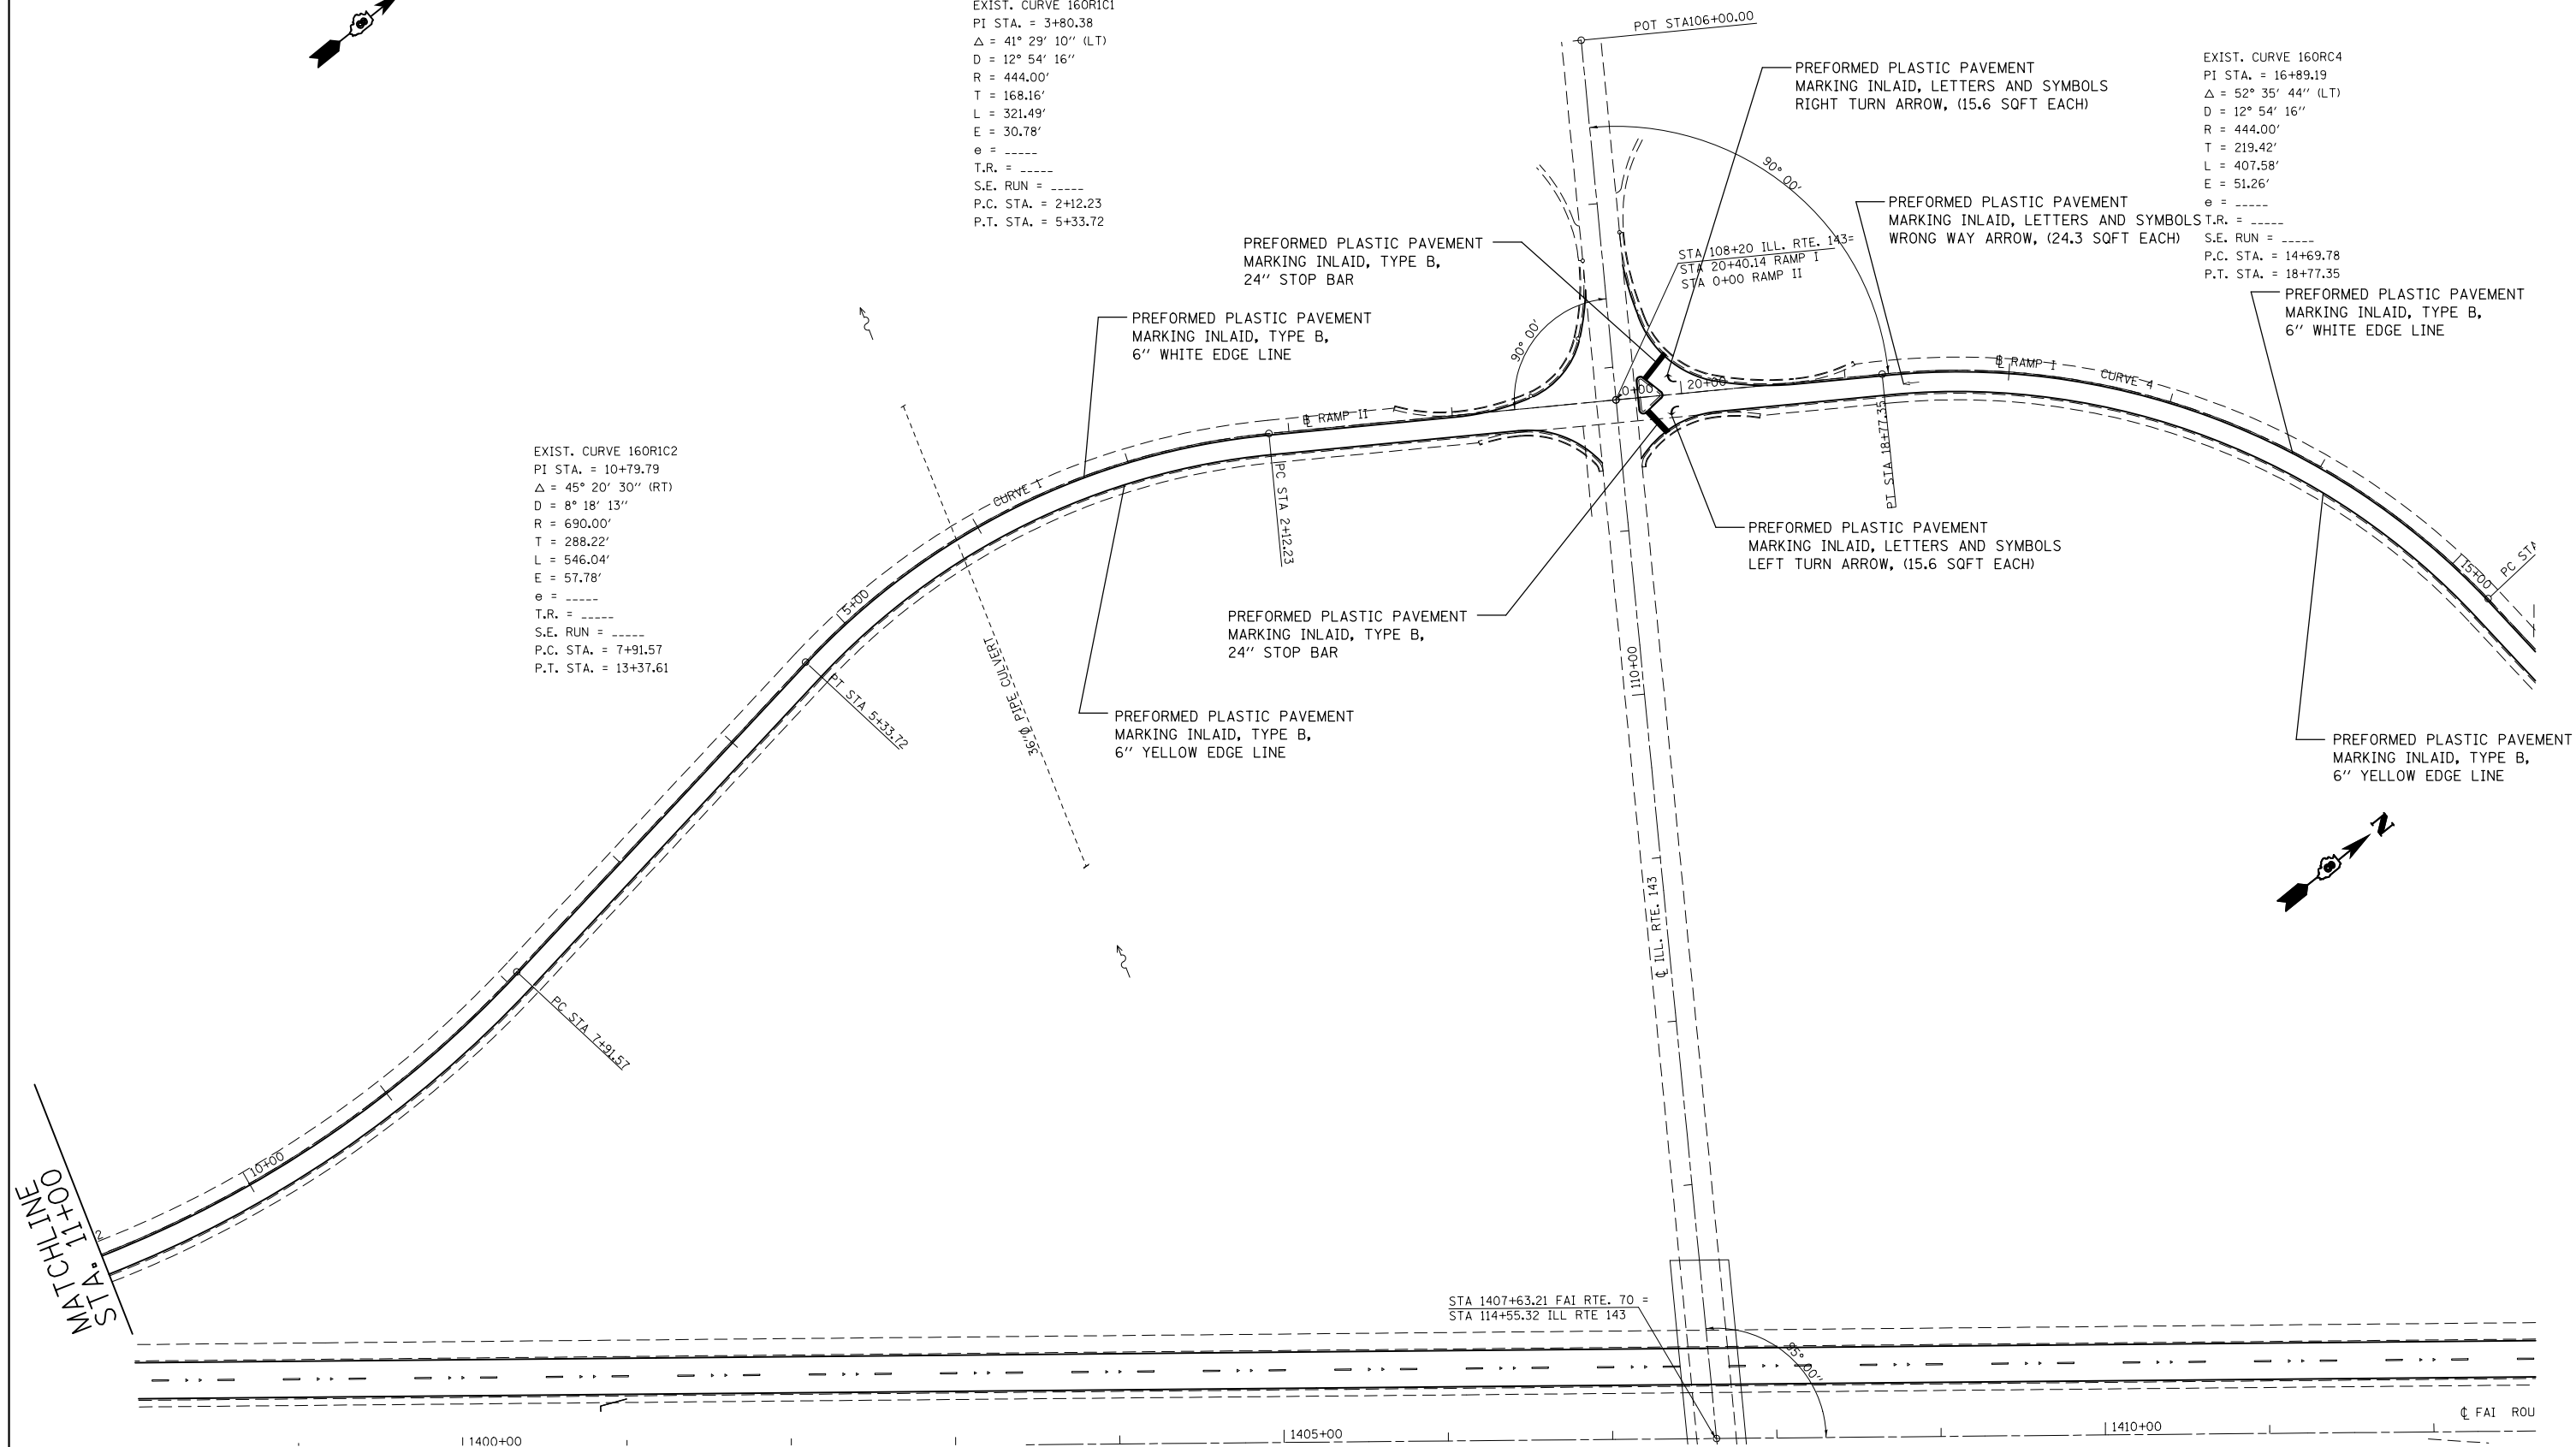 EXIST. CURVE 160R1C1
PI STA. = 3+80.38
Δ = 41° 29' 10" (LT)
D = 12° 54' 16"
R = 444.00'
T = 168.16'
L = 321.49'
E = 30.78'
e = _____
T.R. = _____
S.E. RUN = _____
P.C. STA. = 2+12.23
P.T. STA. = 5+33.72
POT STA106+00.00
PREFORMED PLASTIC PAVEMENT
MARKING INLAID, LETTERS AND SYMBOLS
RIGHT TURN ARROW, (15.6 SQFT EACH)
EXIST. CURVE 160RC4
PI STA. = 16+89.19
Δ = 52° 35' 44" (LT)
D = 12° 54' 16"
R = 444.00'
T = 219.42'
L = 407.58'
E = 51.26'
e = _____
T.R. = _____
S.E. RUN = _____
P.C. STA. = 14+69.78
P.T. STA. = 18+77.35
90° 00'
PREFORMED PLASTIC PAVEMENT
MARKING INLAID, LETTERS AND SYMBOLS
WRONG WAY ARROW, (24.3 SQFT EACH)
PREFORMED PLASTIC PAVEMENT
MARKING INLAID, TYPE B,
24" STOP BAR
STA 108+20 ILL. RTE. 143=
STA 20+40.14 RAMP I
STA 0+00 RAMP II
PREFORMED PLASTIC PAVEMENT
MARKING INLAID, TYPE B,
6" WHITE EDGE LINE
PREFORMED PLASTIC PAVEMENT
MARKING INLAID, TYPE B,
6" WHITE EDGE LINE
90° 00'
0+00
20+00
℄ RAMP I
CURVE 4
℄ RAMP II
CURVE 1
PC STA 2+12.23
PT STA 18+77.35
EXIST. CURVE 160R1C2
PI STA. = 10+79.79
Δ = 45° 20' 30" (RT)
D = 8° 18' 13"
R = 690.00'
T = 288.22'
L = 546.04'
E = 57.78'
e = _____
T.R. = _____
S.E. RUN = _____
P.C. STA. = 7+91.57
P.T. STA. = 13+37.61
PREFORMED PLASTIC PAVEMENT
MARKING INLAID, LETTERS AND SYMBOLS
LEFT TURN ARROW, (15.6 SQFT EACH)
15+00
PC STA
5+00
PREFORMED PLASTIC PAVEMENT
MARKING INLAID, TYPE B,
24" STOP BAR
36"Ø PIPE CULVERT
110+00
PT STA 5+33.72
PREFORMED PLASTIC PAVEMENT
MARKING INLAID, TYPE B,
6" YELLOW EDGE LINE
PREFORMED PLASTIC PAVEMENT
MARKING INLAID, TYPE B,
6" YELLOW EDGE LINE
N
℄ ILL. RTE. 143
PC STA 7+91.57
10+00
2
MATCHLINE
STA. 11+00
STA 1407+63.21 FAI RTE. 70 =
STA 114+55.32 ILL RTE 143
95° 00"
℄ FAI ROU
1400+00
1405+00
1410+00